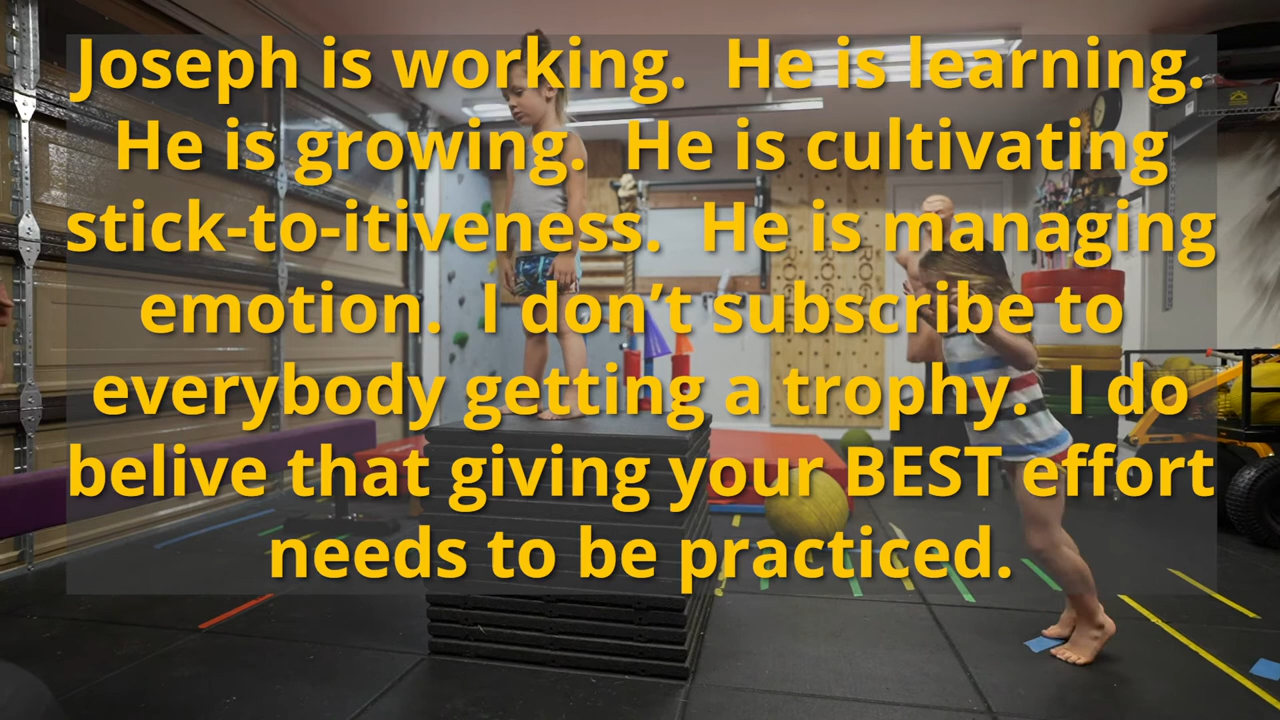 Joseph is working.  He is learning.
He is growing.  He is cultivating
stick-to-itiveness.  He is managing
emotion.  I don’t subscribe to
everybody getting a trophy.  I do
belive that giving your BEST effort
needs to be practiced.